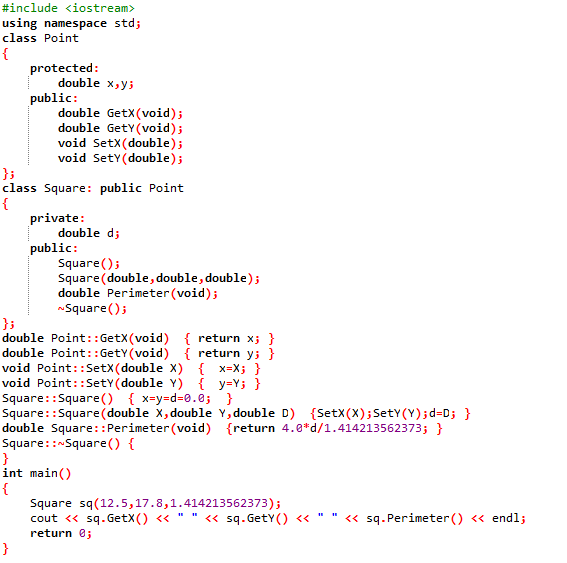 #include <iostream>
using namespace std;
class Point
{
    protected:
        double x,y;
    public:
        double GetX(void);
        double GetY(void);
        void SetX(double);
        void SetY(double);
};
class Square: public Point
{
    private:
        double d;
    public:
        Square();
        Square(double,double,double);
        double Perimeter(void);
        ~Square();
};
double Point::GetX(void)  { return x; }
double Point::GetY(void)  { return y; }
void Point::SetX(double X)  {  x=X; }
void Point::SetY(double Y)  {  y=Y; }
Square::Square()  { x=y=d=0.0;  }
Square::Square(double X,double Y,double D)  {SetX(X);SetY(Y);d=D; }
double Square::Perimeter(void)  {return 4.0*d/1.414213562373; }
Square::~Square() {
}
int main()
{
    Square sq(12.5,17.8,1.414213562373);
    cout << sq.GetX() << " " << sq.GetY() << " " << sq.Perimeter() << endl;
    return 0;
}